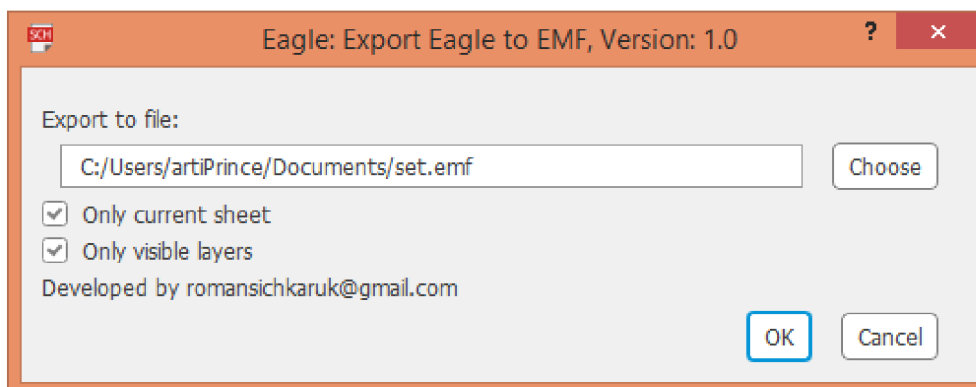 SCH
Eagle: Export Eagle to EMF, Version: 1.0 ? ×
Export to file:
C:/Users/artiPrince/Documents/set.emf Choose
Only current sheet
Only visible layers
Developed by romansichkaruk@gmail.com
OK Cancel